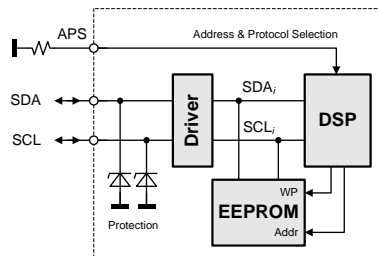 APS
Address & Protocol Selection
SDA
SDAi
SCL
SCLi
Driver
DSP
WP
EEPROM
Addr
Protection